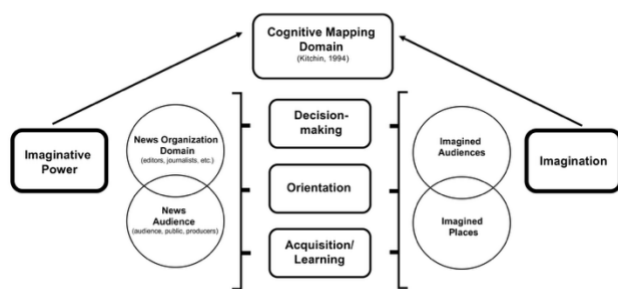 Cognitive Mapping
Domain
(Kitchin, 1994)
Imaginative
Power
News Organization
Domain
(editors, journalists, etc.)
News
Audience
(audience, public, producers)
Decision-
making
Orientation
Acquisition/
Learning
Imagined
Audiences
Imagined
Places
Imagination